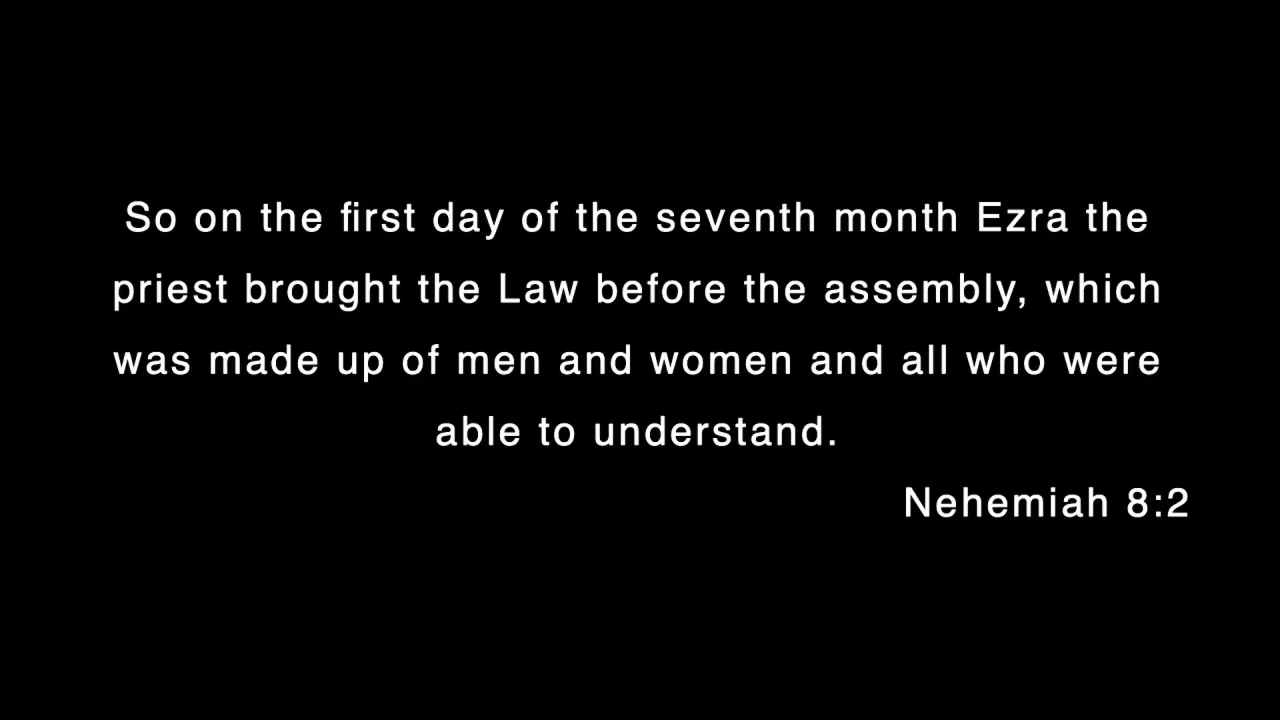 So on the first day of the seventh month Ezra the
priest brought the Law before the assembly, which
was made up of men and women and all who were
able to understand.
Nehemiah 8:2